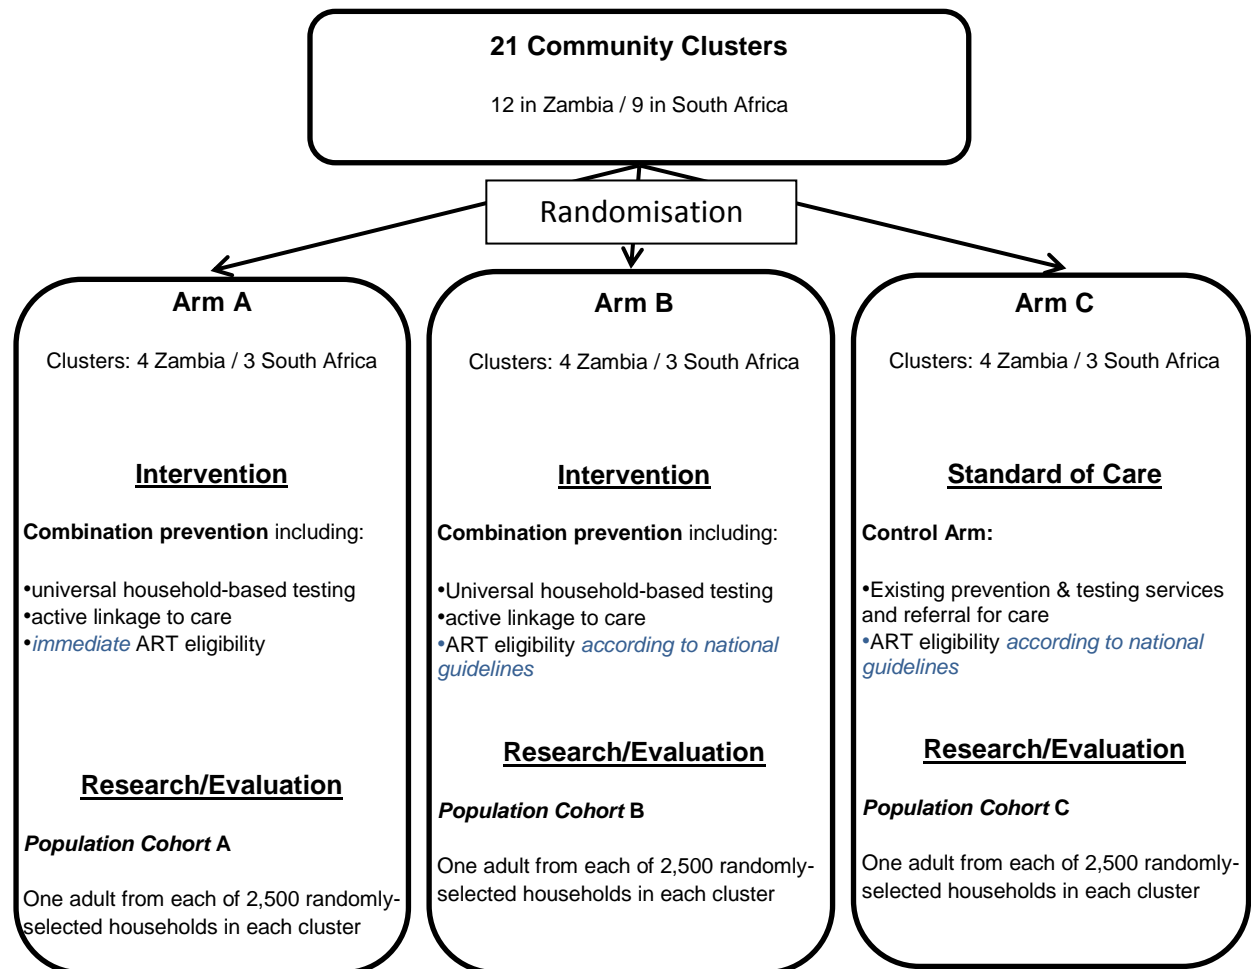 21 Community Clusters
12 in Zambia / 9 in South Africa
Randomisation
Arm A
Clusters: 4 Zambia / 3 South Africa
Intervention
Combination prevention including:
•universal household-based testing
•active linkage to care
•immediate ART eligibility
Research/Evaluation
Population Cohort A
One adult from each of 2,500 randomly-
selected households in each cluster
Arm B
Clusters: 4 Zambia / 3 South Africa
Intervention
Combination prevention including:
•Universal household-based testing
•active linkage to care
•ART eligibility according to national
guidelines
Research/Evaluation
Population Cohort B
One adult from each of 2,500 randomly-
selected households in each cluster
Arm C
Clusters: 4 Zambia / 3 South Africa
Standard of Care
Control Arm:
•Existing prevention & testing services
and referral for care
•ART eligibility according to national
guidelines
Research/Evaluation
Population Cohort C
One adult from each of 2,500 randomly-
selected households in each cluster